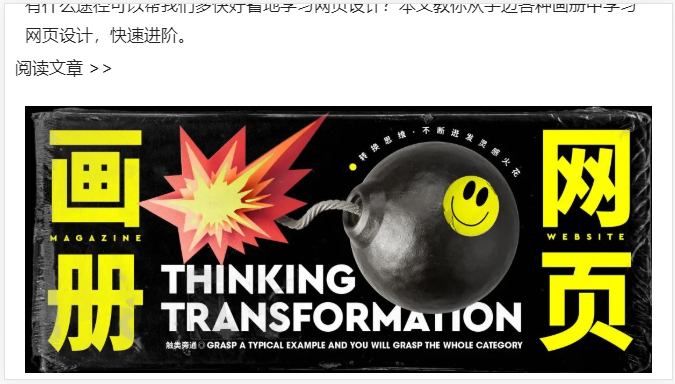 有什么途径可以帮我们多快好省地学习网页设计？本文教你从手边各种画册中学习
网页设计，快速进阶。
阅读文章 >>
画册
MAGAZINE
转换思维·不断迸发灵感火花
网页
WEBSITE
THINKING
TRANSFORMATION
触类旁通 GRASP A TYPICAL EXAMPLE AND YOU WILL GRASP THE WHOLE CATEGORY